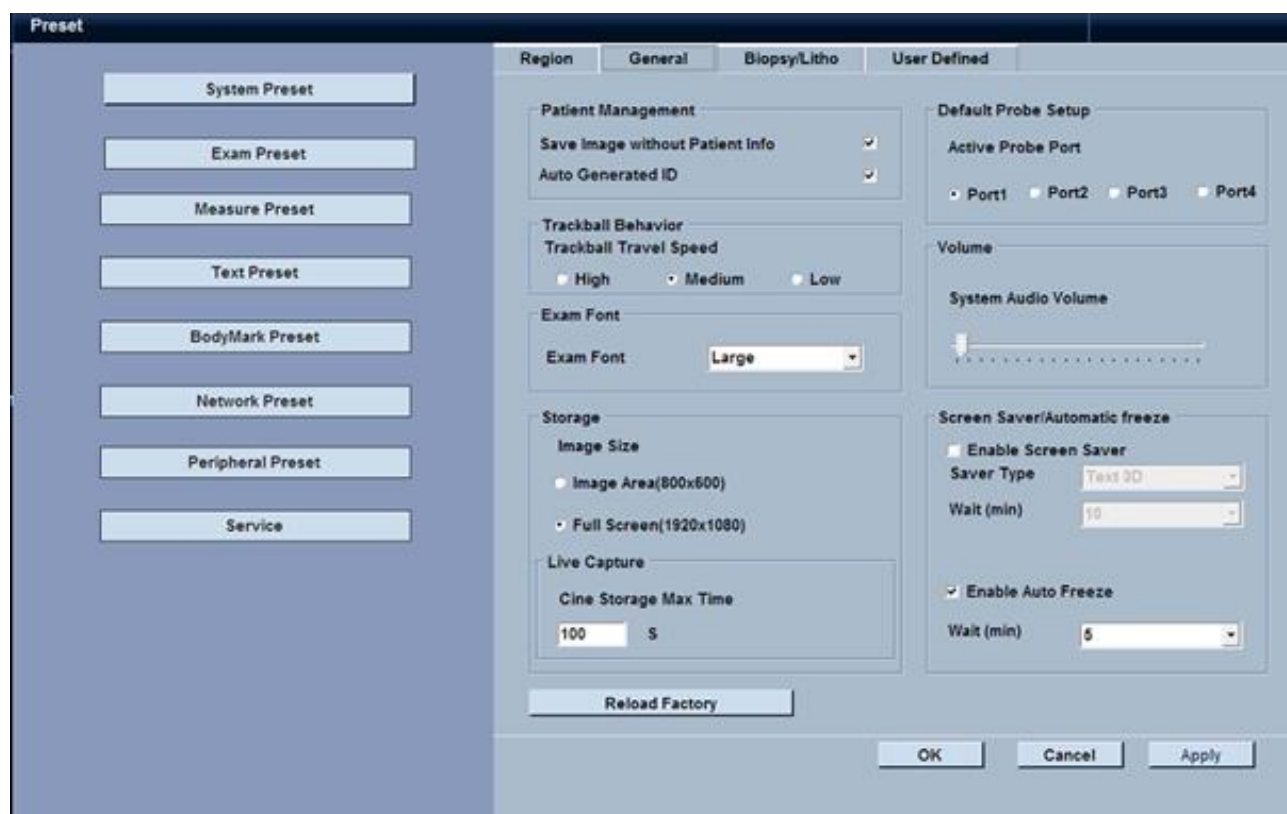 Preset
System Preset
Exam Preset
Measure Preset
Text Preset
BodyMark Preset
Network Preset
Peripheral Preset
Service
Region General Biopsy/Litho User Defined
Patient Management
Save Image without Patient Info
Auto Generated ID
Trackball Behavior
Trackball Travel Speed
High Medium Low
Exam Font
Exam Font Large
Storage
Image Size
Image Area(800x600)
Full Screen(1920x1080)
Live Capture
Cine Storage Max Time
100 S
Reload Factory
Default Probe Setup
Active Probe Port
Port1 Port2 Port3 Port4
Volume
System Audio Volume
Screen Saver/Automatic freeze
Enable Screen Saver
Saver Type Text 3D
Wait (min) 10
Enable Auto Freeze
Wait (min) 5
OK Cancel Apply